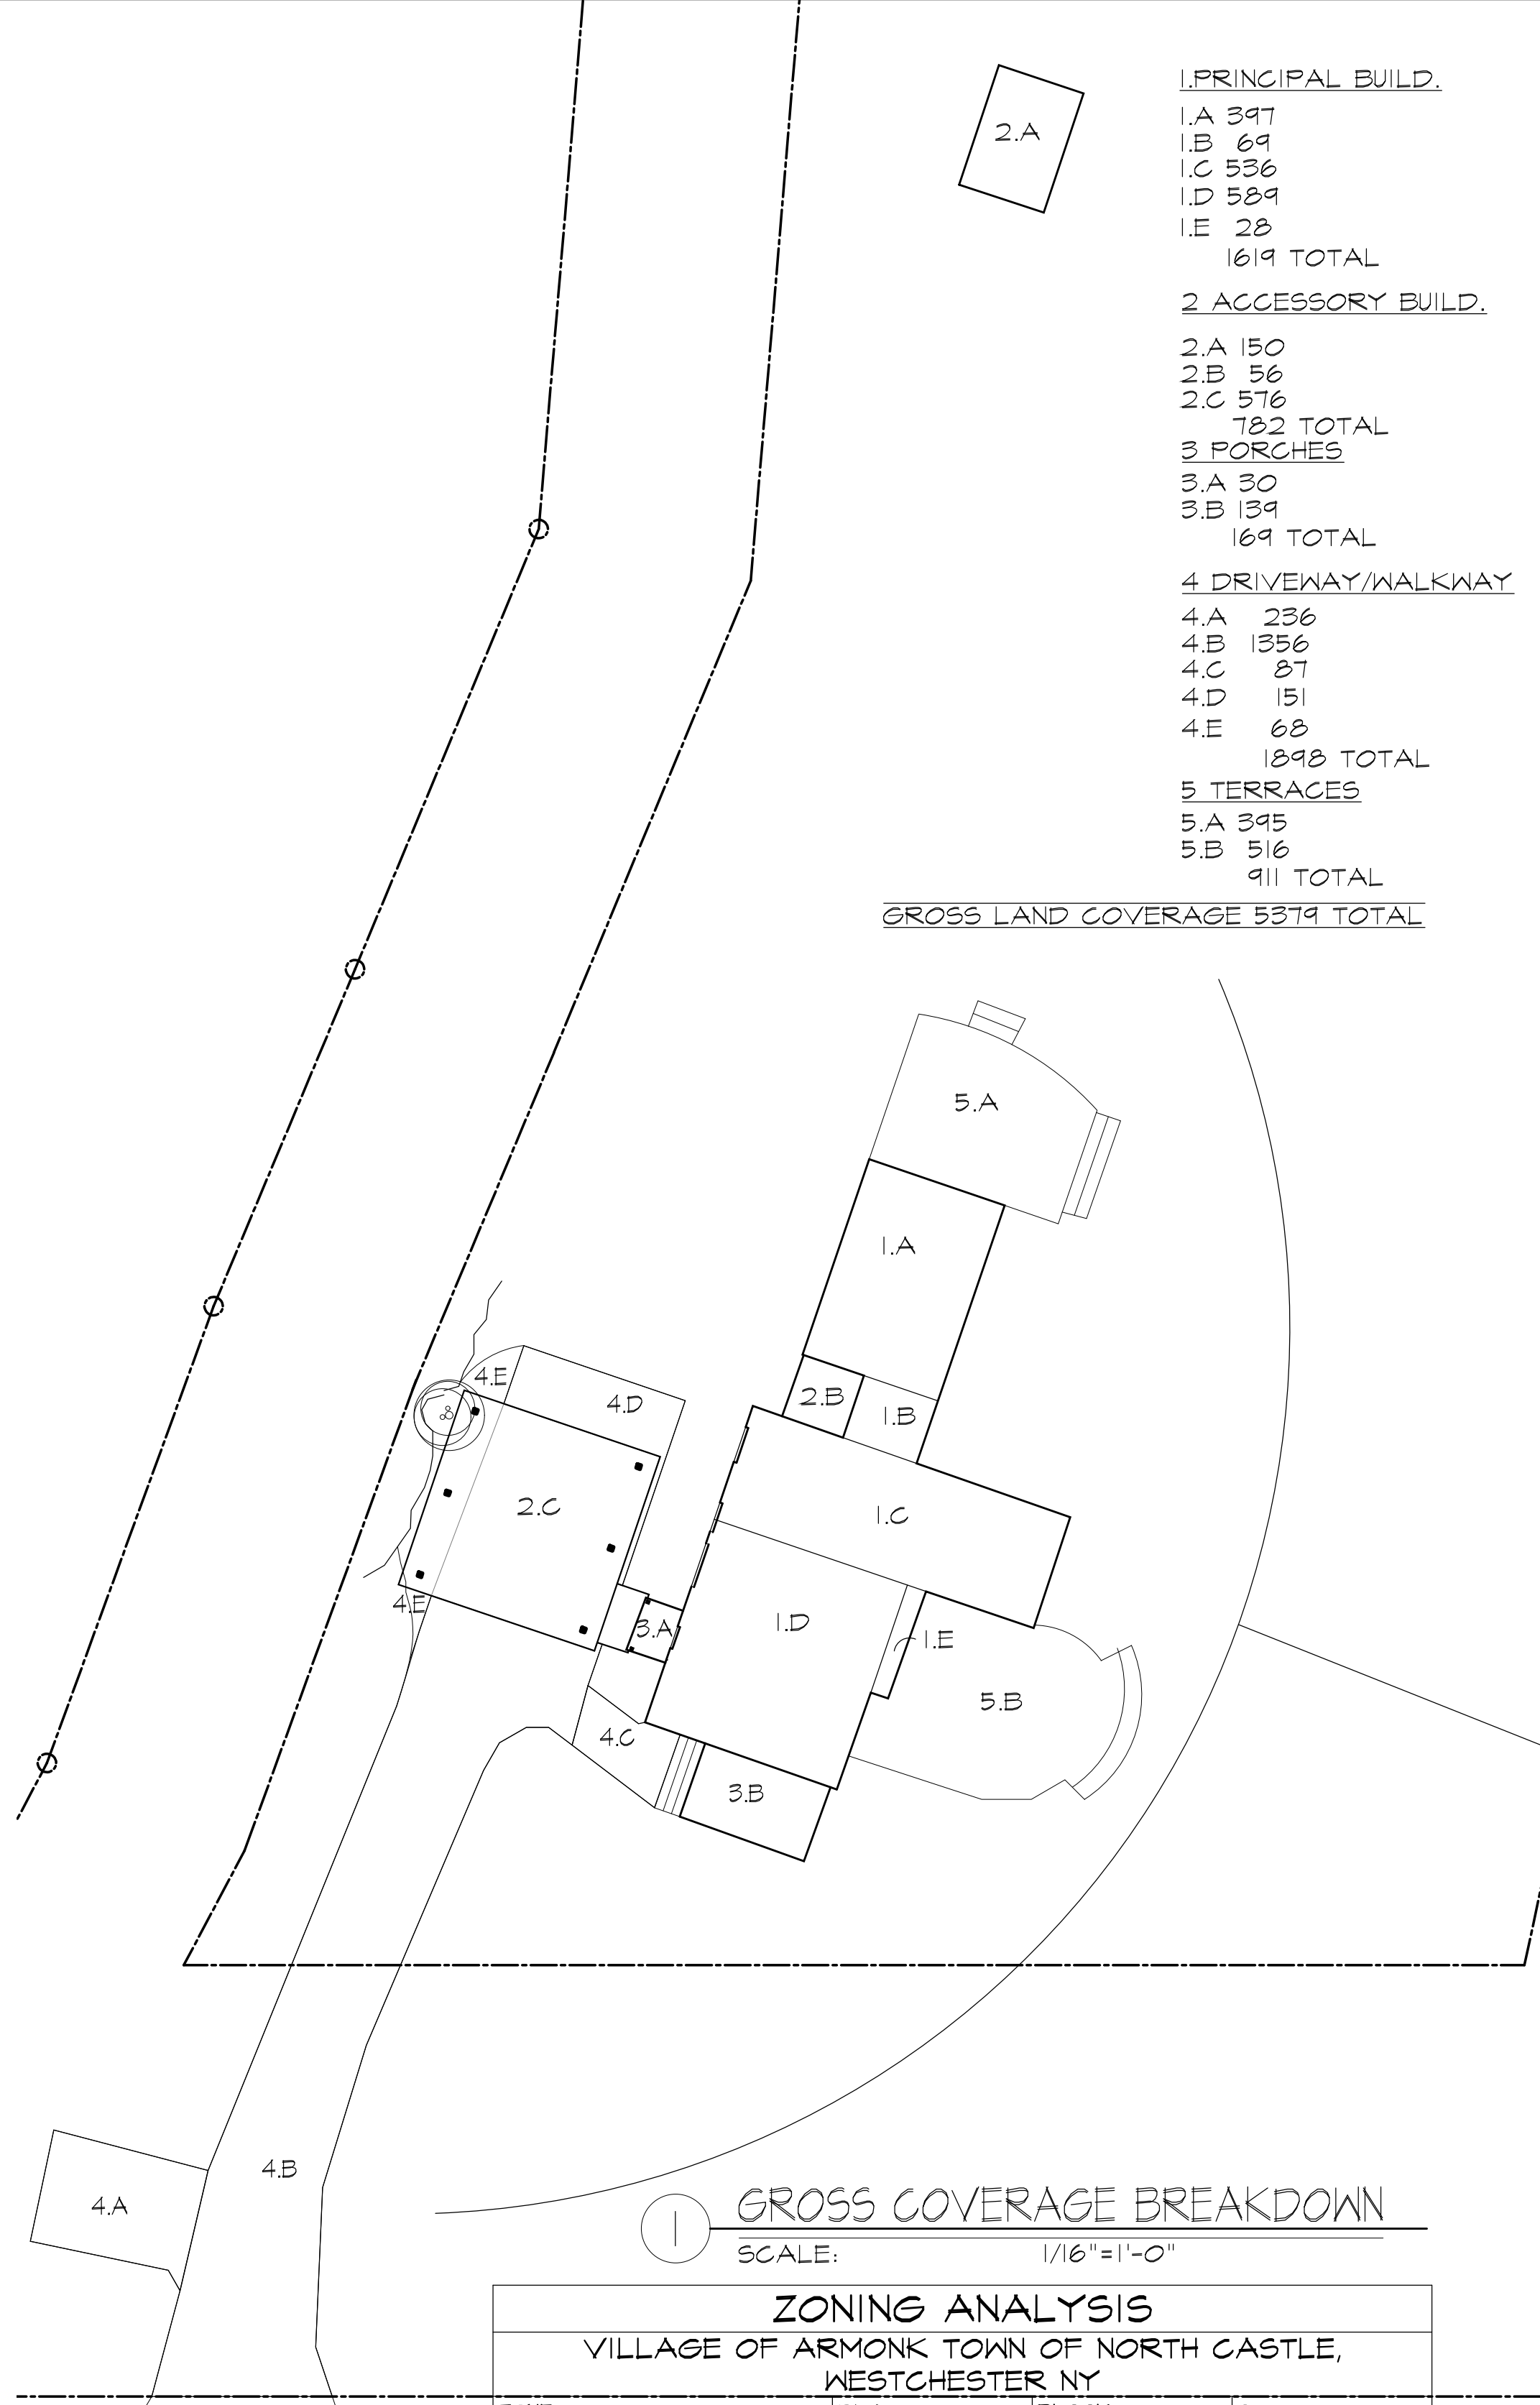 1.PRINCIPAL BUILD.
1.A 397
1.B 69
1.C 536
1.D 589
1.E 28
1619 TOTAL
2 ACCESSORY BUILD.
2.A 150
2.B 56
2.C 576
782 TOTAL
3 PORCHES
3.A 30
3.B 139
169 TOTAL
4 DRIVEWAY/WALKWAY
4.A 236
4.B 1356
4.C 87
4.D 151
4.E 68
1898 TOTAL
5 TERRACES
5.A 395
5.B 516
911 TOTAL
GROSS LAND COVERAGE 5379 TOTAL
2.A
5.A
1.A
4.E
4.D
2.B
1.B
2.C
1.C
4.E
3.A
1.D
1.E
5.B
4.C
3.B
4.B
4.A
1
GROSS COVERAGE BREAKDOWN
SCALE: 1/16"=1'-0"
ZONING ANALYSIS
VILLAGE OF ARMONK TOWN OF NORTH CASTLE,
WESTCHESTER NY